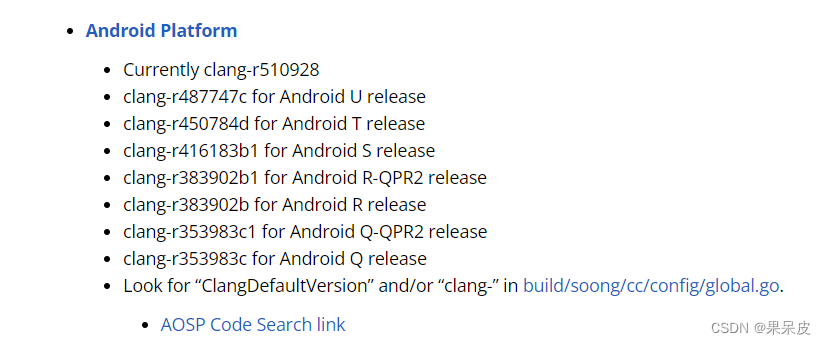 Android Platform
Currently clang-r510928
clang-r487747c for Android U release
clang-r450784d for Android T release
clang-r416183b1 for Android S release
clang-r383902b1 for Android R-QPR2 release
clang-r383902b for Android R release
clang-r353983c1 for Android Q-QPR2 release
clang-r353983c for Android Q release
Look for “ClangDefaultVersion” and/or “clang-” in build/soong/cc/config/global.go.
AOSP Code Search link
CSDN @果呆皮